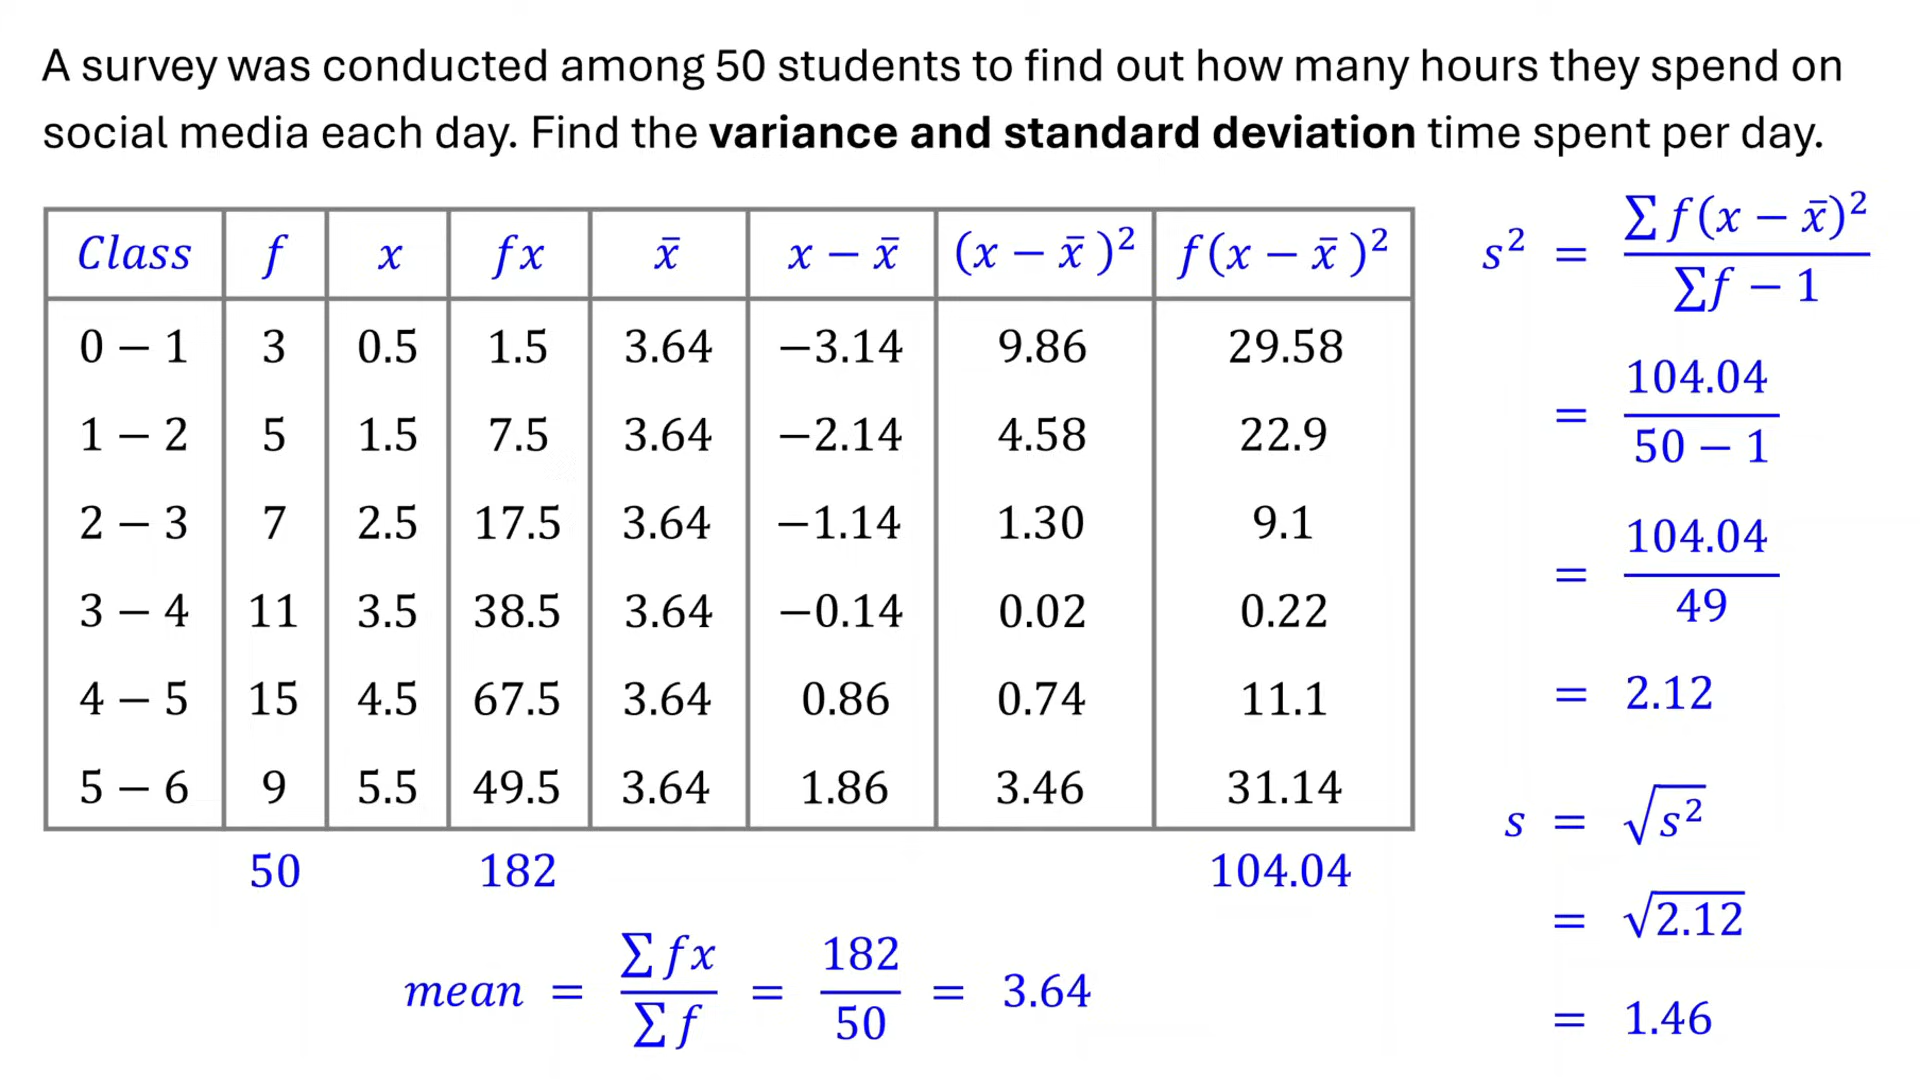 A survey was conducted among 50 students to find out how many hours they spend on
social media each day. Find the variance and standard deviation time spent per day.
Class f x fx x̄ x − x̄ (x − x̄ )² f(x − x̄ )²
0 − 1 3 0.5 1.5 3.64 −3.14 9.86 29.58
1 − 2 5 1.5 7.5 3.64 −2.14 4.58 22.9
2 − 3 7 2.5 17.5 3.64 −1.14 1.30 9.1
3 − 4 11 3.5 38.5 3.64 −0.14 0.02 0.22
4 − 5 15 4.5 67.5 3.64 0.86 0.74 11.1
5 − 6 9 5.5 49.5 3.64 1.86 3.46 31.14
50 182 104.04
mean = ∑ fx / ∑ f = 182 / 50 = 3.64
s² = ∑ f(x − x̄)² / ∑f − 1
= 104.04 / 50 − 1
= 104.04 / 49
= 2.12
s = √s²
= √2.12
= 1.46